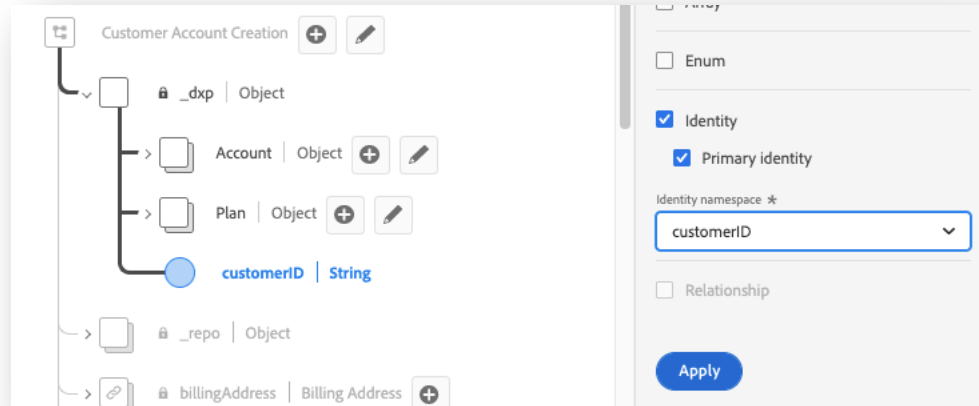 Array
Customer Account Creation
Enum
_dxp | Object
Identity
Account | Object
Primary identity
Identity namespace *
Plan | Object
customerID
customerID | String
Relationship
_repo | Object
Apply
billingAddress | Billing Address